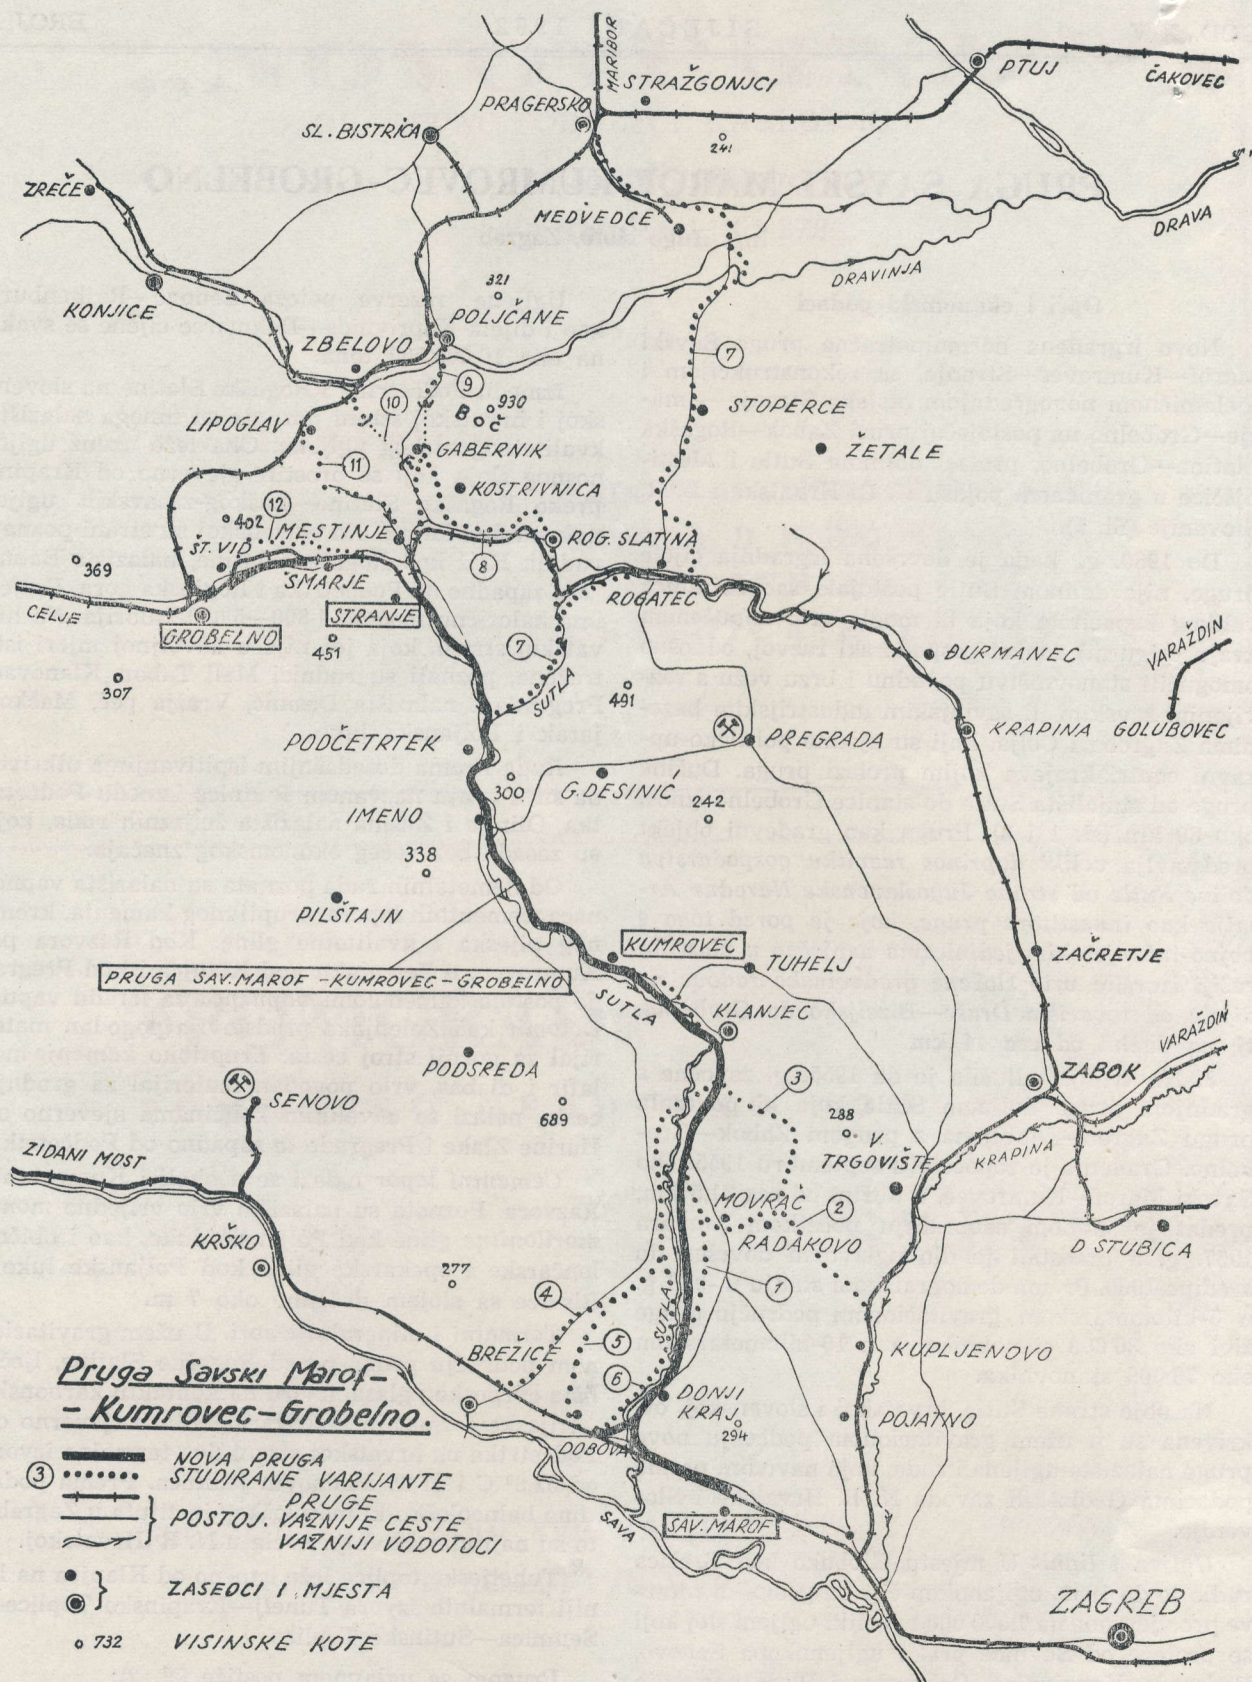 MARIBOR
STRAŽGONJCI
PTUJ
ČAKOVEC
PRAGERSKO
SL. BISTRICA
241
ZREČE
MEDVEDCE
DRAVA
DRAVINJA
KONJICE
321
POLJČANE
ZBELOVO
7
9
10
B Č
930
STOPERCE
LIPOGLAV
GABERNIK
ŽETALE
11
KOSTRIVNICA
12
402
MESTINJE
ŠT. VID
ROG. SLATINA
8
369
SMARJE
ROGATEC
CELJE
STRANJE
GROBELNO
451
7
SUTLA
491
ĐURMANEC
VARAŽDIN
307
KRAPINA
GOLUBOVEC
PODČETRTEK
PREGRADA
300
G. DESINIĆ
242
IMENO
338
PILŠTAJN
KUMROVEC
TUHELJ
ZAČRETJE
PRUGA SAV. MAROF - KUMROVEC - GROBELNO
SUTLA
KLANJEC
VARAŽDIN
PODSREDA
ZABOK
3
SENOVO
689
288
V.
TRGOVIŠTE
KRAPINA
ZIDANI MOST
MOVRAČ
2
RADAKOVO
D STUBICA
KRŠKO
277
1
4
SUTLA
5
BREŽICE
KUPLJENOVO
6
DONJI
KRAJ
294
POJATNO
DOBOVA
SAVA
SAV. MAROF
ZAGREB
Pruga Savski Marof-
- Kumrovec-Grobelno.
NOVA PRUGA
3 STUDIRANE VARIJANTE
PRUGE
POSTOJ. VAŽNIJE CESTE
VAŽNIJI VODOTOCI
ZASEOCI I MJESTA
732 VISINSKE KOTE